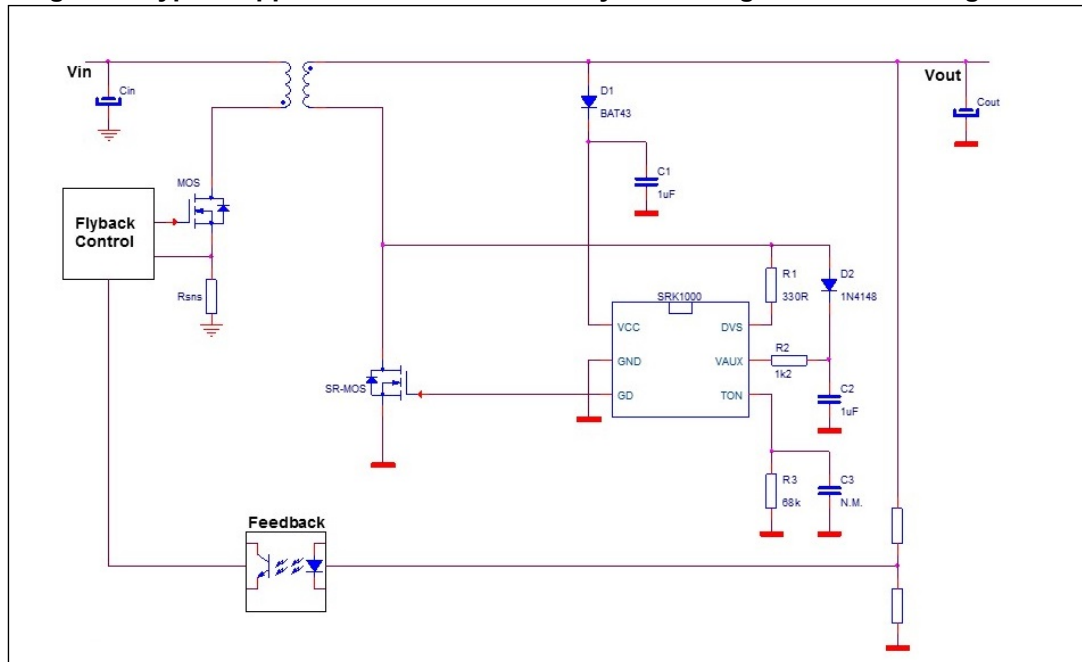 Vin
Cin
D1
BAT43
Vout
Cout
C1
1uF
MOS
Flyback
Control
Rsns
SRK1000
VCC
GND
GD
DVS
VAUX
TON
R1
330R
D2
1N4148
R2
1k2
C2
1uF
SR-MOS
R3
68k
C3
N.M.
Feedback